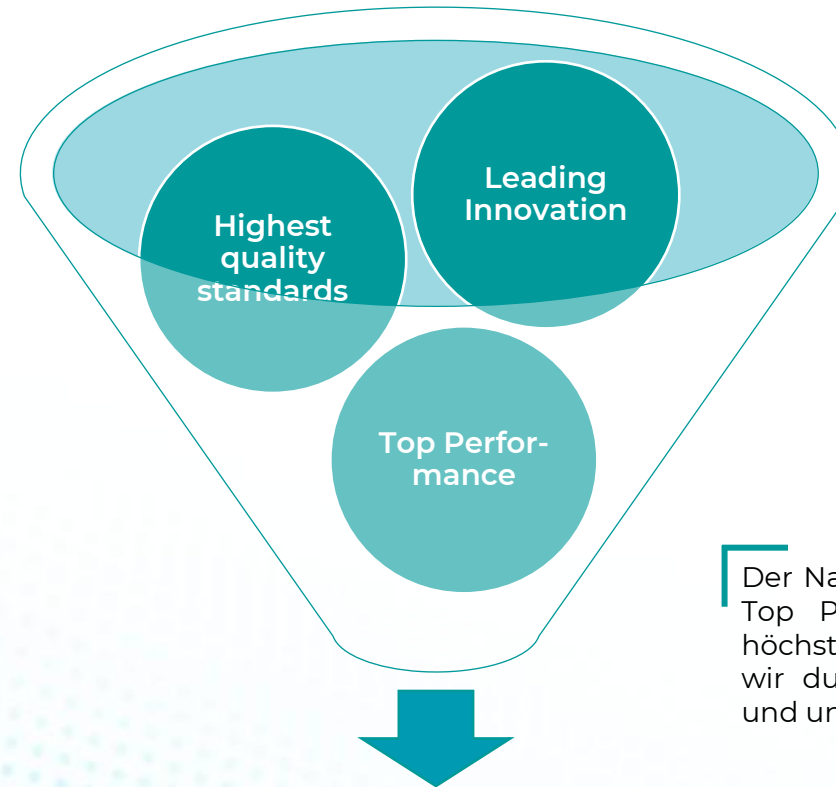 Leading
Innovation
Highest
quality
standards
Top Perfor-
mance
Der Na
Top P
höchst
wir du
und un